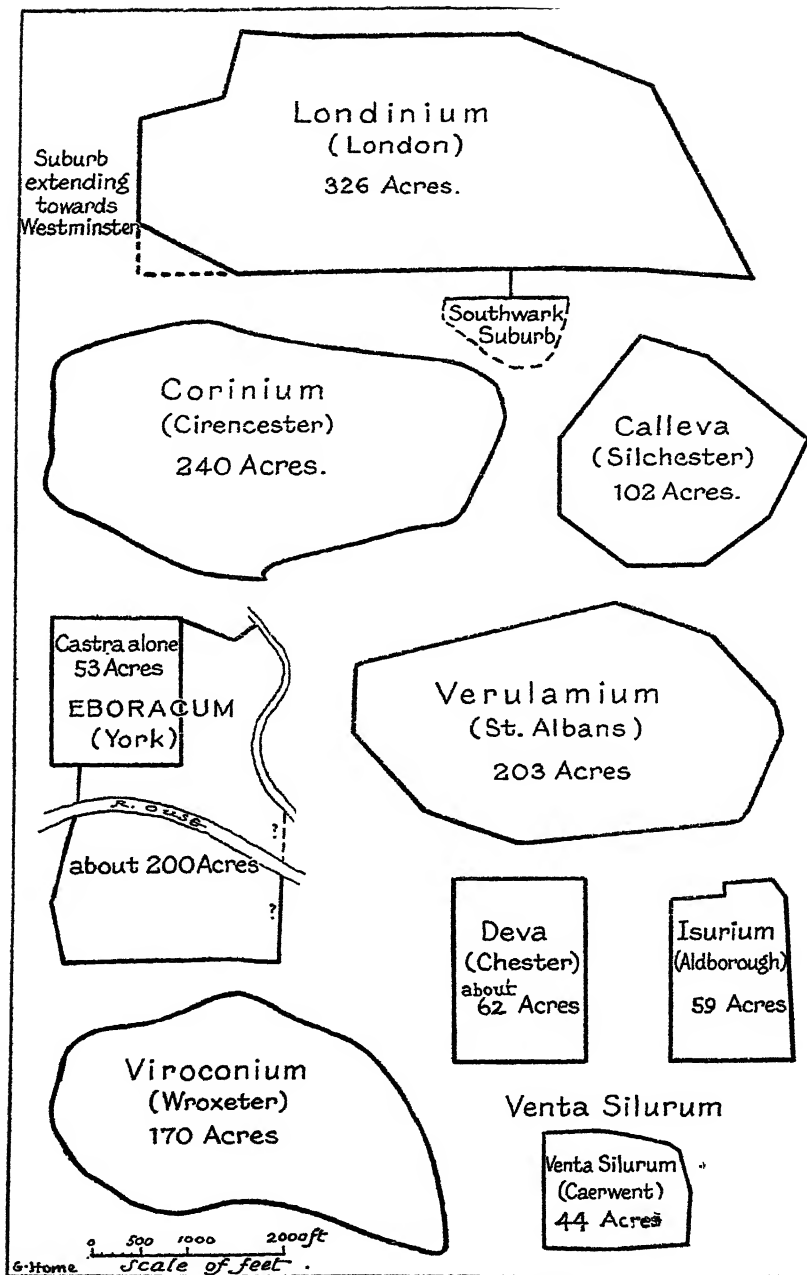 Londinium
(London)
326 Acres.
Suburb
extending
towards
Westminster
Southwark
Suburb
Corinium
(Cirencester)
240 Acres.
Calleva
(Silchester)
102 Acres.
Castra alone
53 Acres
EBORACUM
(York)
R. OUSE
about 200 Acres
?
?
Verulamium
(St. Albans)
203 Acres
Deva
(Chester)
about
62 Acres
Isurium
(Aldborough)
59 Acres
Viroconium
(Wroxeter)
170 Acres
Venta Silurum
Venta Silurum
(Caerwent)
44 Acres
0 500 1000 2000ft
scale of feet.
G. Home